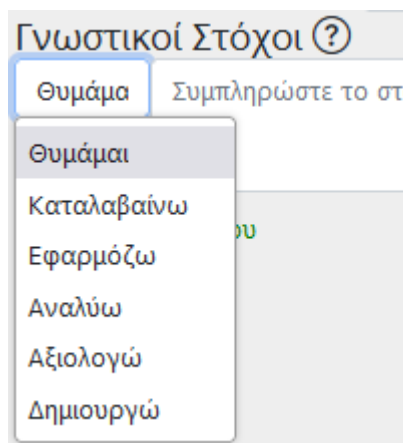 Γνωστικοί Στόχοι ?
Θυμάμα Συμπληρώστε το στ
Θυμάμαι
Καταλαβαίνω
ου
Εφαρμόζω
Αναλύω
Αξιολογώ
Δημιουργώ